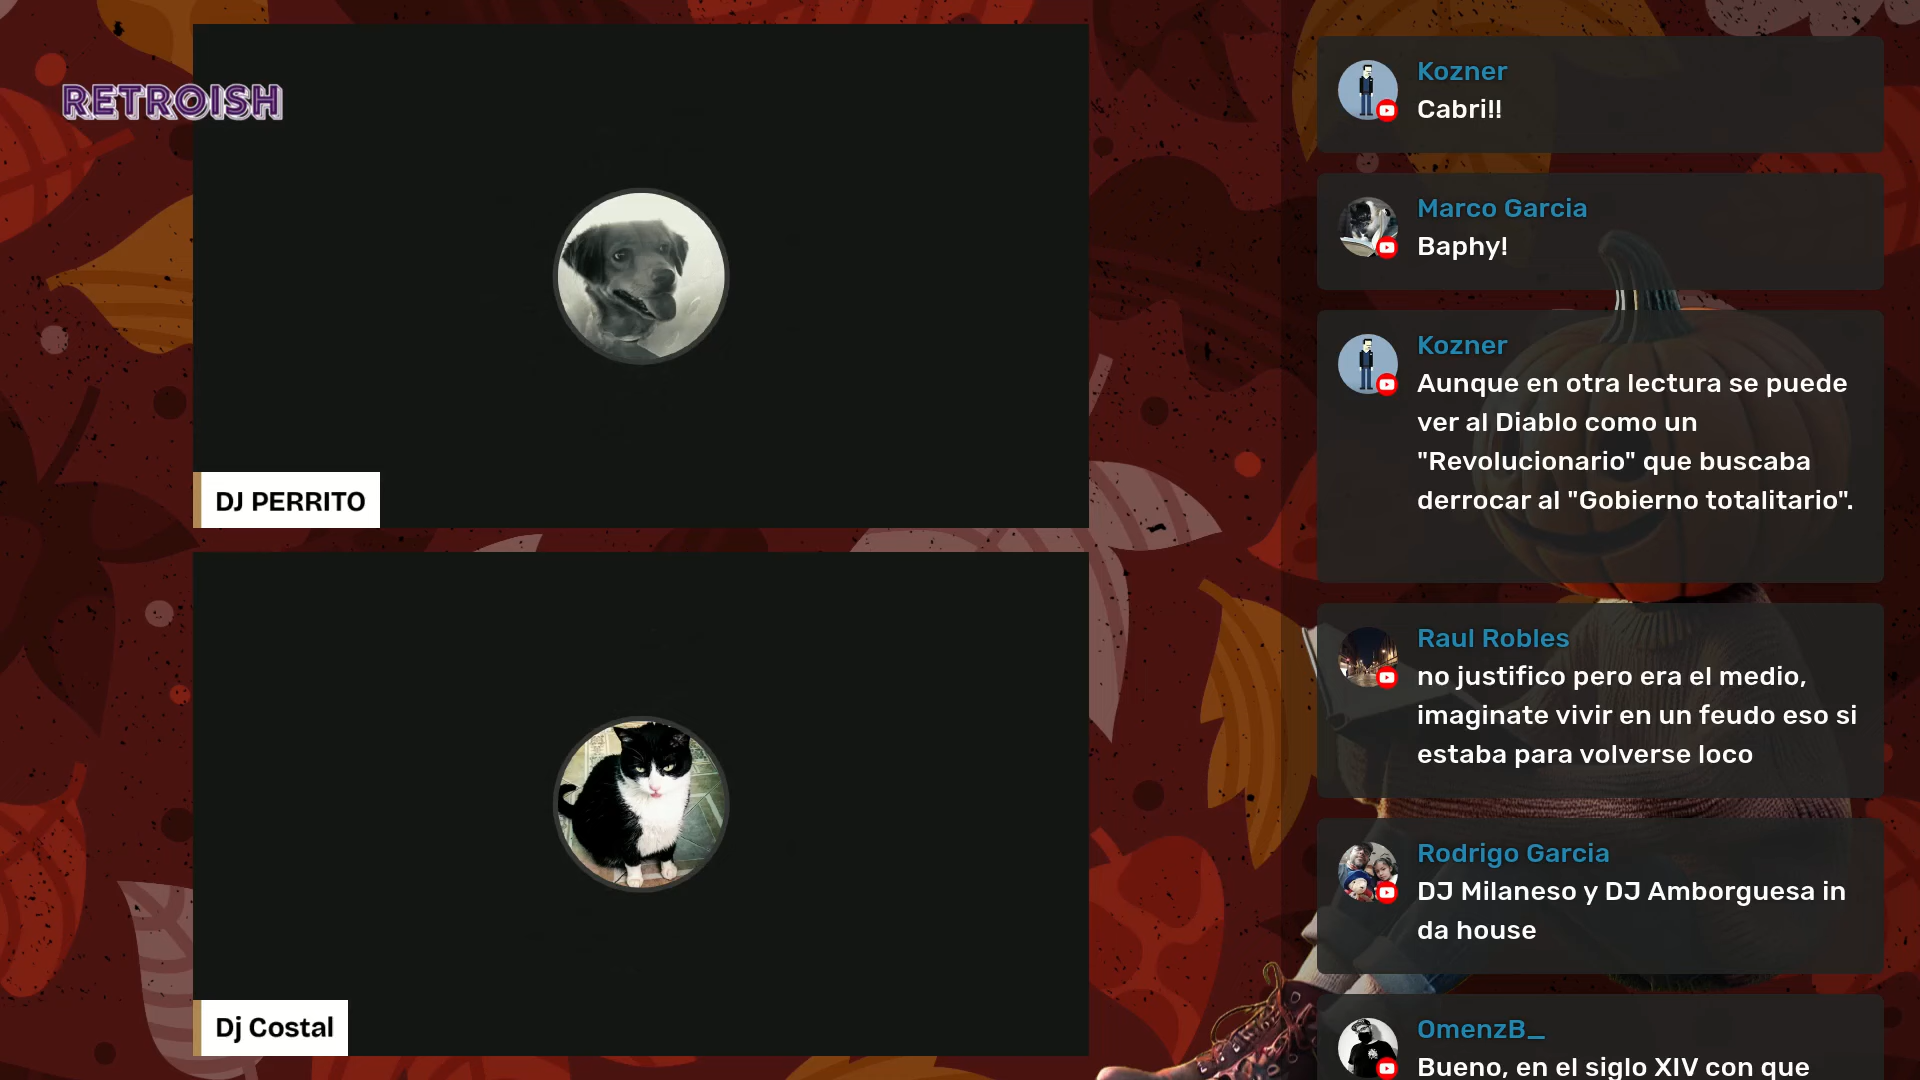 RETROISH
DJ PERRITO
Dj Costal
Kozner
Cabri!!
Marco Garcia
Baphy!
Kozner
Aunque en otra lectura se puede
ver al Diablo como un
"Revolucionario" que buscaba
derrocar al "Gobierno totalitario".
Raul Robles
no justifico pero era el medio,
imaginate vivir en un feudo eso si
estaba para volverse loco
Rodrigo Garcia
DJ Milaneso y DJ Amborguesa in
da house
OmenzB_
Bueno, en el siglo XIV con que